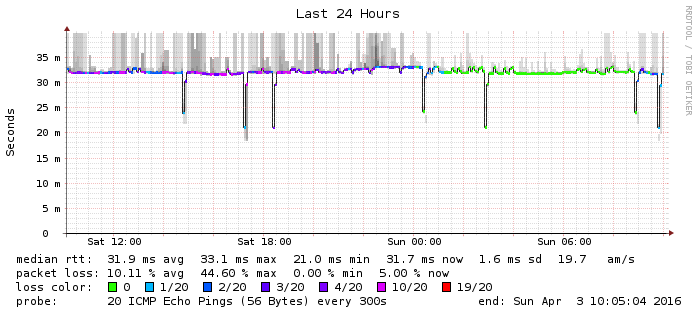 Last 24 Hours
RRDTOOL / TOBI OETIKER
Seconds
35 m
30 m
25 m
20 m
15 m
10 m
5 m
0
Sat 12:00 Sat 18:00 Sun 00:00 Sun 06:00
median rtt: 31.9 ms avg 33.1 ms max 21.0 ms min 31.7 ms now 1.6 ms sd 19.7 am/s
packet loss: 10.11 % avg 44.60 % max 0.00 % min 5.00 % now
loss color: 0 1/20 2/20 3/20 4/20 10/20 19/20
probe: 20 ICMP Echo Pings (56 Bytes) every 300s end: Sun Apr 3 10:05:04 2016